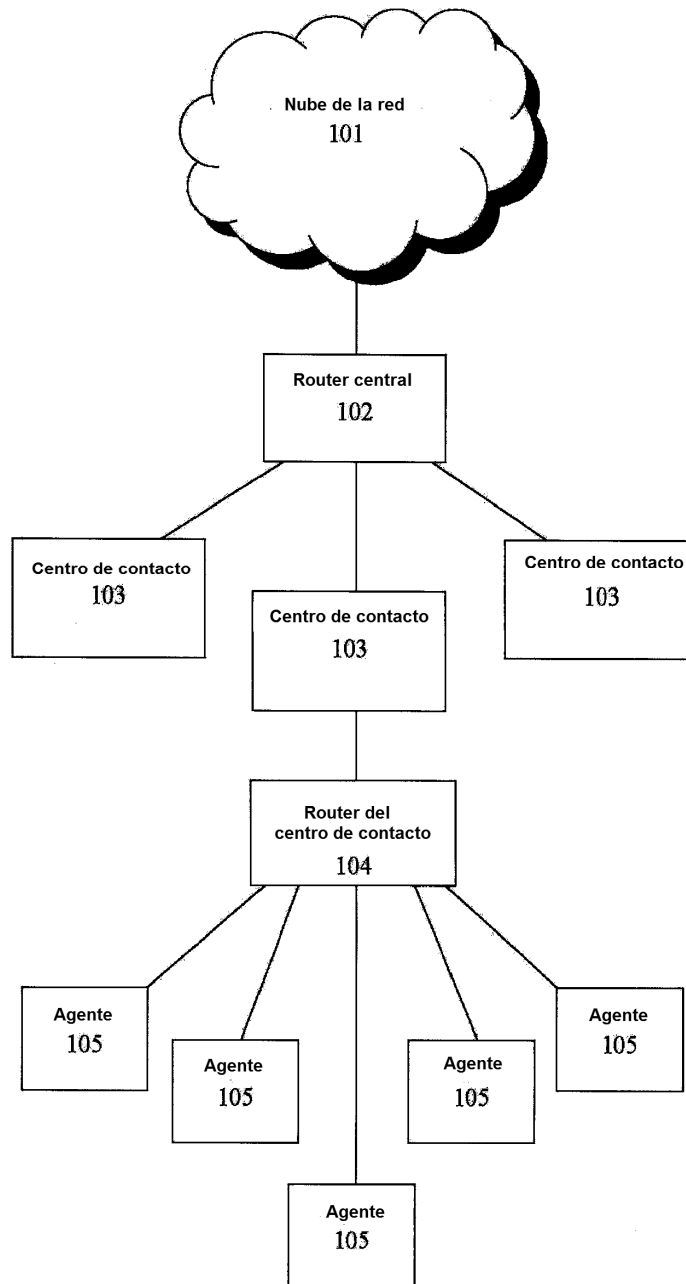 Nube de la red
101
Router central
102
Centro de contacto
103
Centro de contacto
103
Centro de contacto
103
Router del
centro de contacto
104
Agente
105
Agente
105
Agente
105
Agente
105
Agente
105